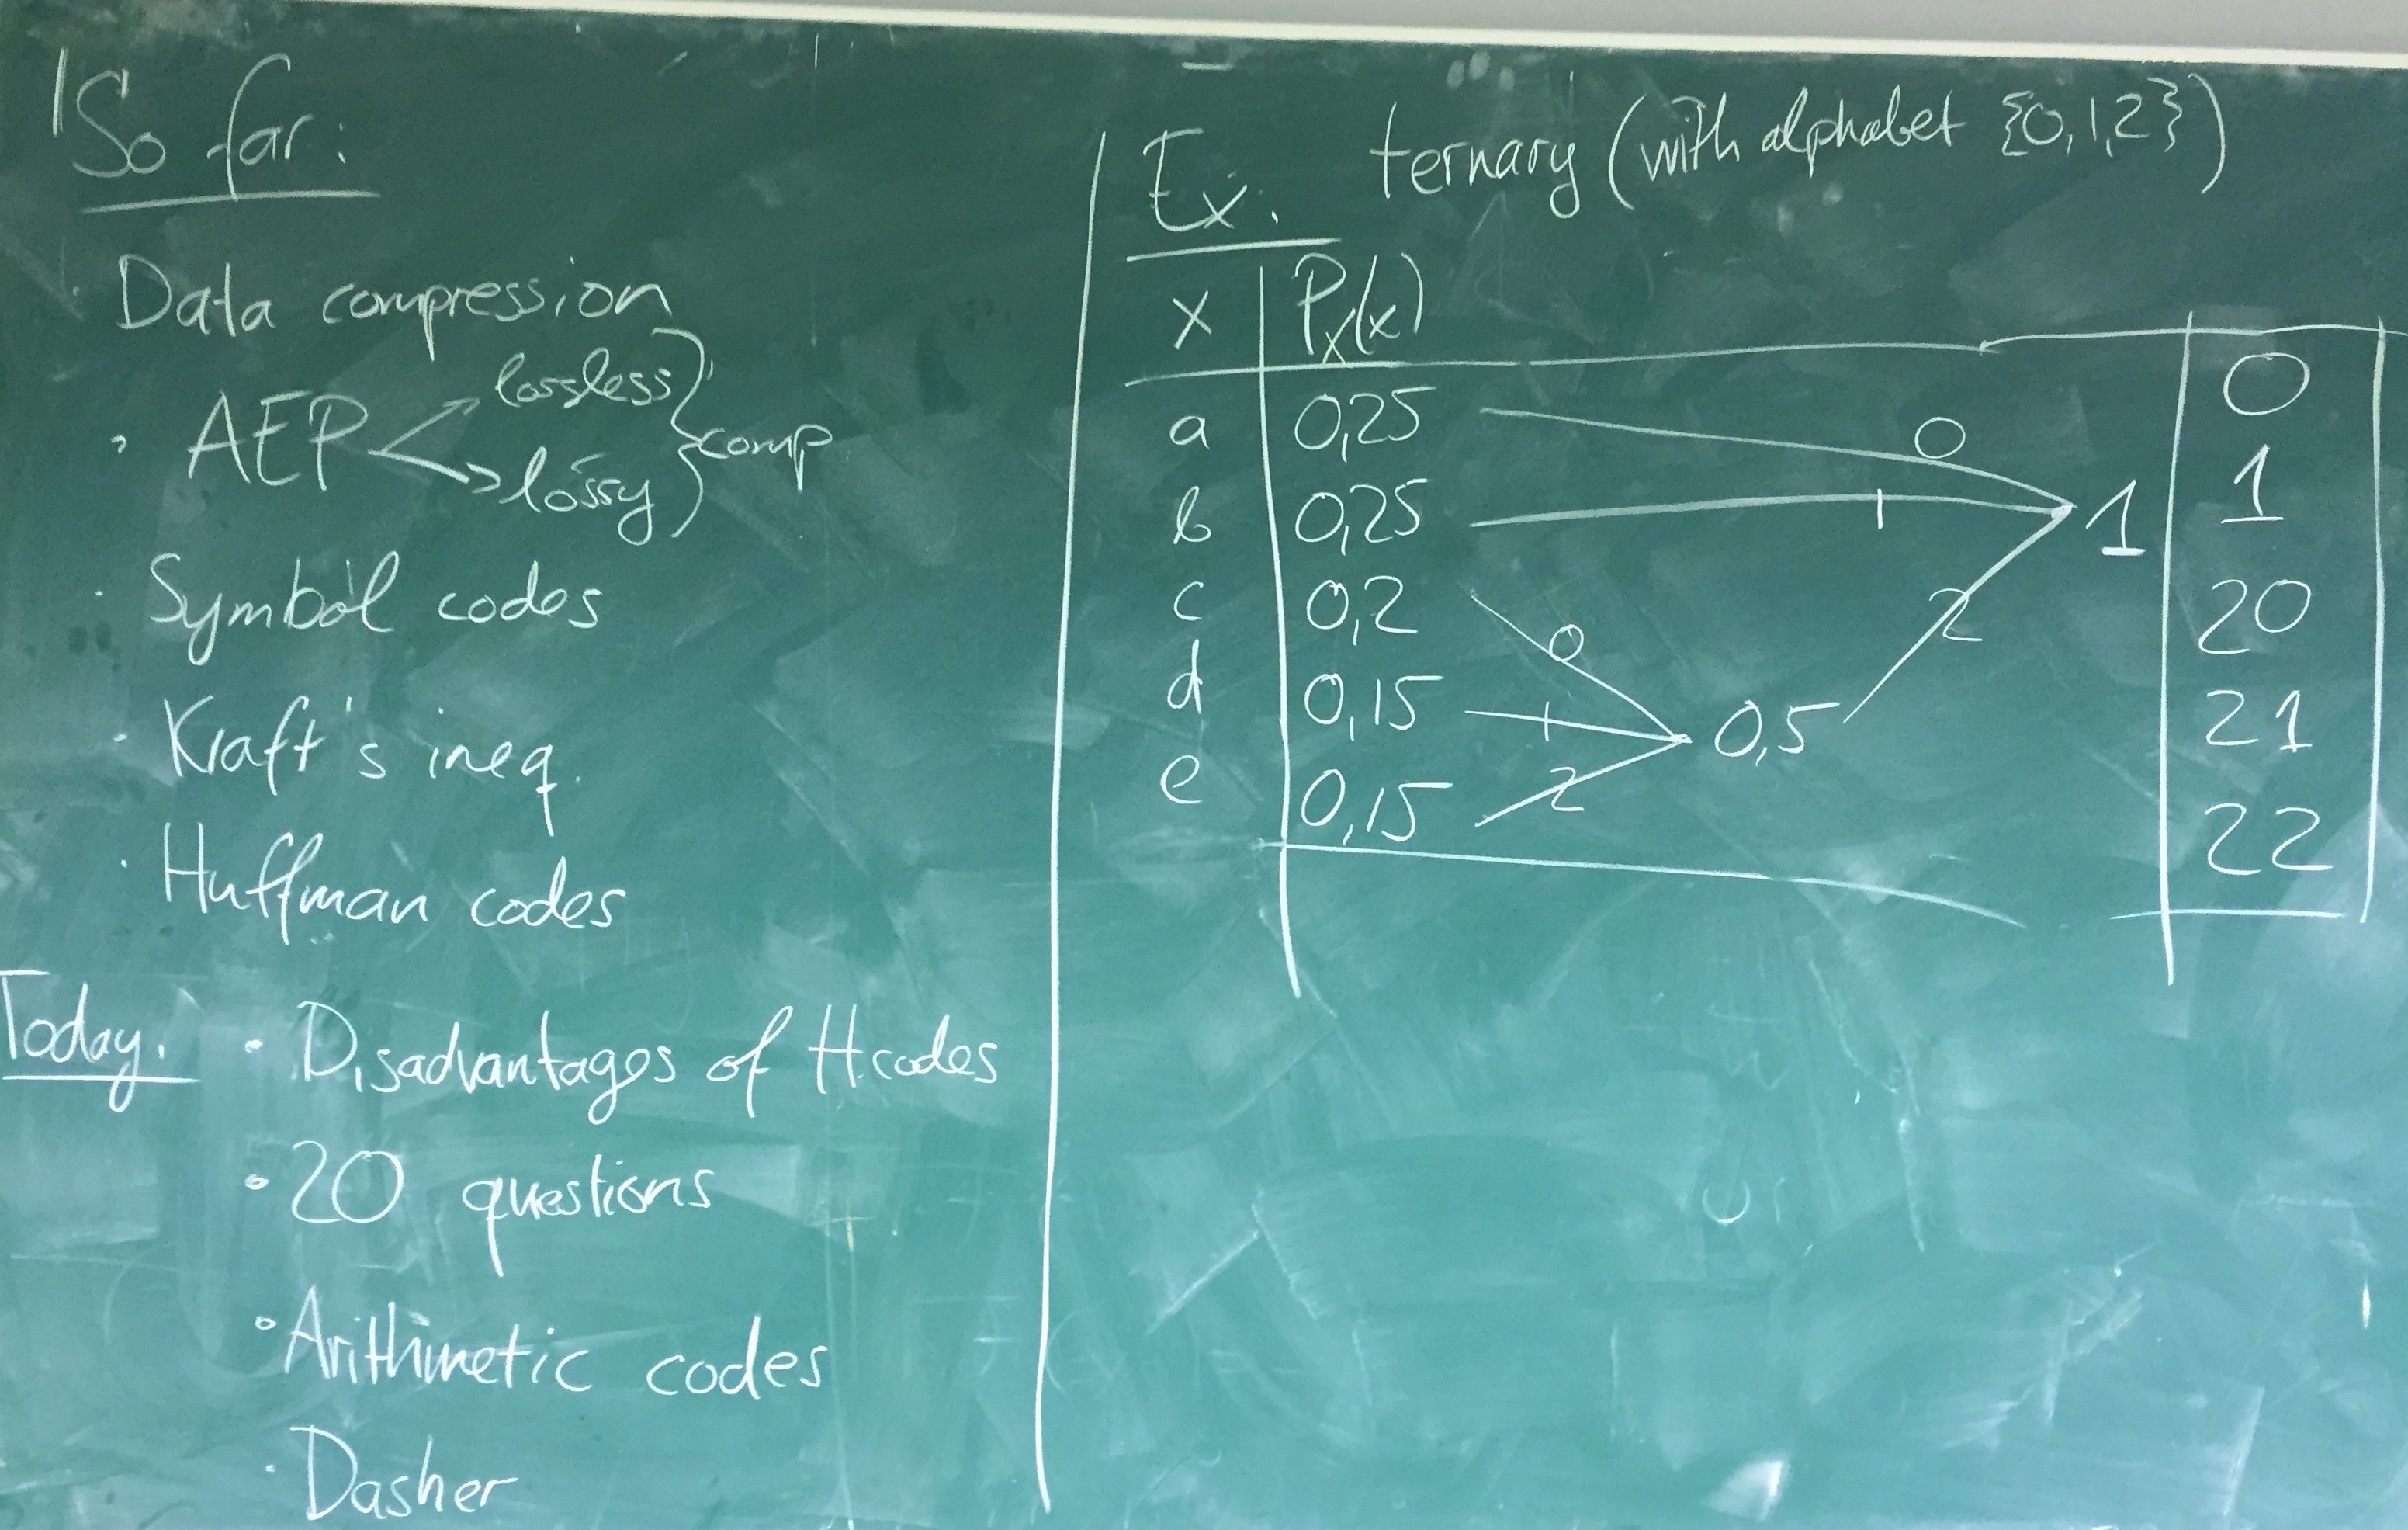 So far:
Data compression
· AEP lossless
lossy } comp
· Symbol codes
· Kraft's ineq.
· Huffman codes
Today:
· Disadvantages of H codes
· 20 questions
· Arithmetic codes
· Dasher
Ex. ternary (with alphabet {0,1,2})
x P_X(x)
a 0,25 0 0
b 0,25 1 1 1
c 0,2 0 2 20
d 0,15 1 0,5 21
e 0,15 2 22